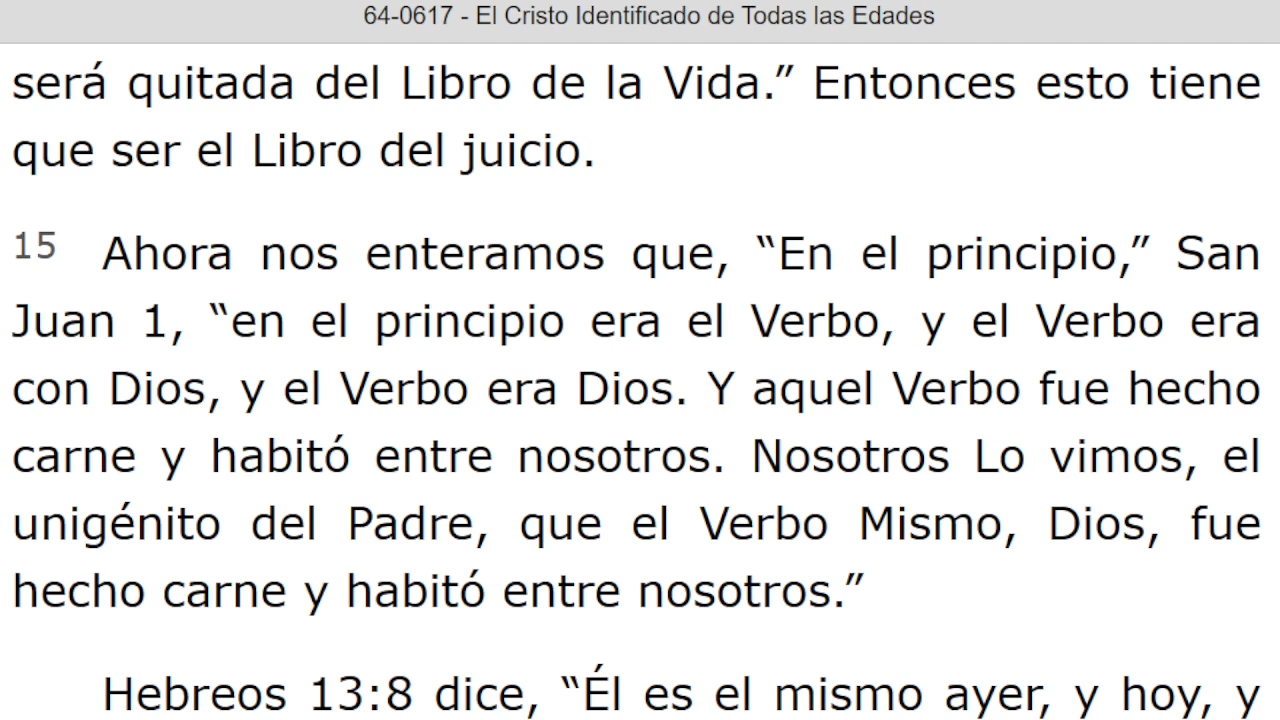 64-0617 - El Cristo Identificado de Todas las Edades
será quitada del Libro de la Vida.” Entonces esto tiene
que ser el Libro del juicio.
15 Ahora nos enteramos que, “En el principio,” San
Juan 1, “en el principio era el Verbo, y el Verbo era
con Dios, y el Verbo era Dios. Y aquel Verbo fue hecho
carne y habitó entre nosotros. Nosotros Lo vimos, el
unigénito del Padre, que el Verbo Mismo, Dios, fue
hecho carne y habitó entre nosotros.”
Hebreos 13:8 dice, “Él es el mismo ayer, y hoy, y